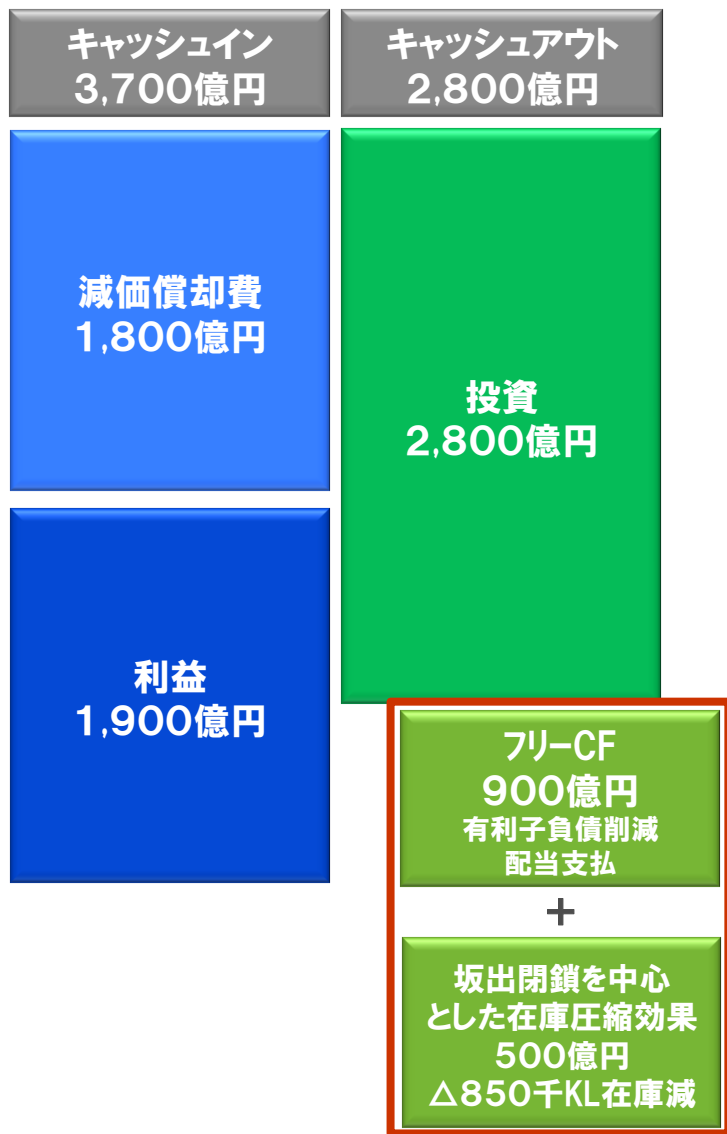 キャッシュイン
3,700億円
キャッシュアウト
2,800億円
減価償却費
1,800億円
投資
2,800億円
利益
1,900億円
フリーCF
900億円
有利子負債削減
配当支払
+
坂出閉鎖を中心
とした在庫圧縮効果
500億円
△850千KL在庫減